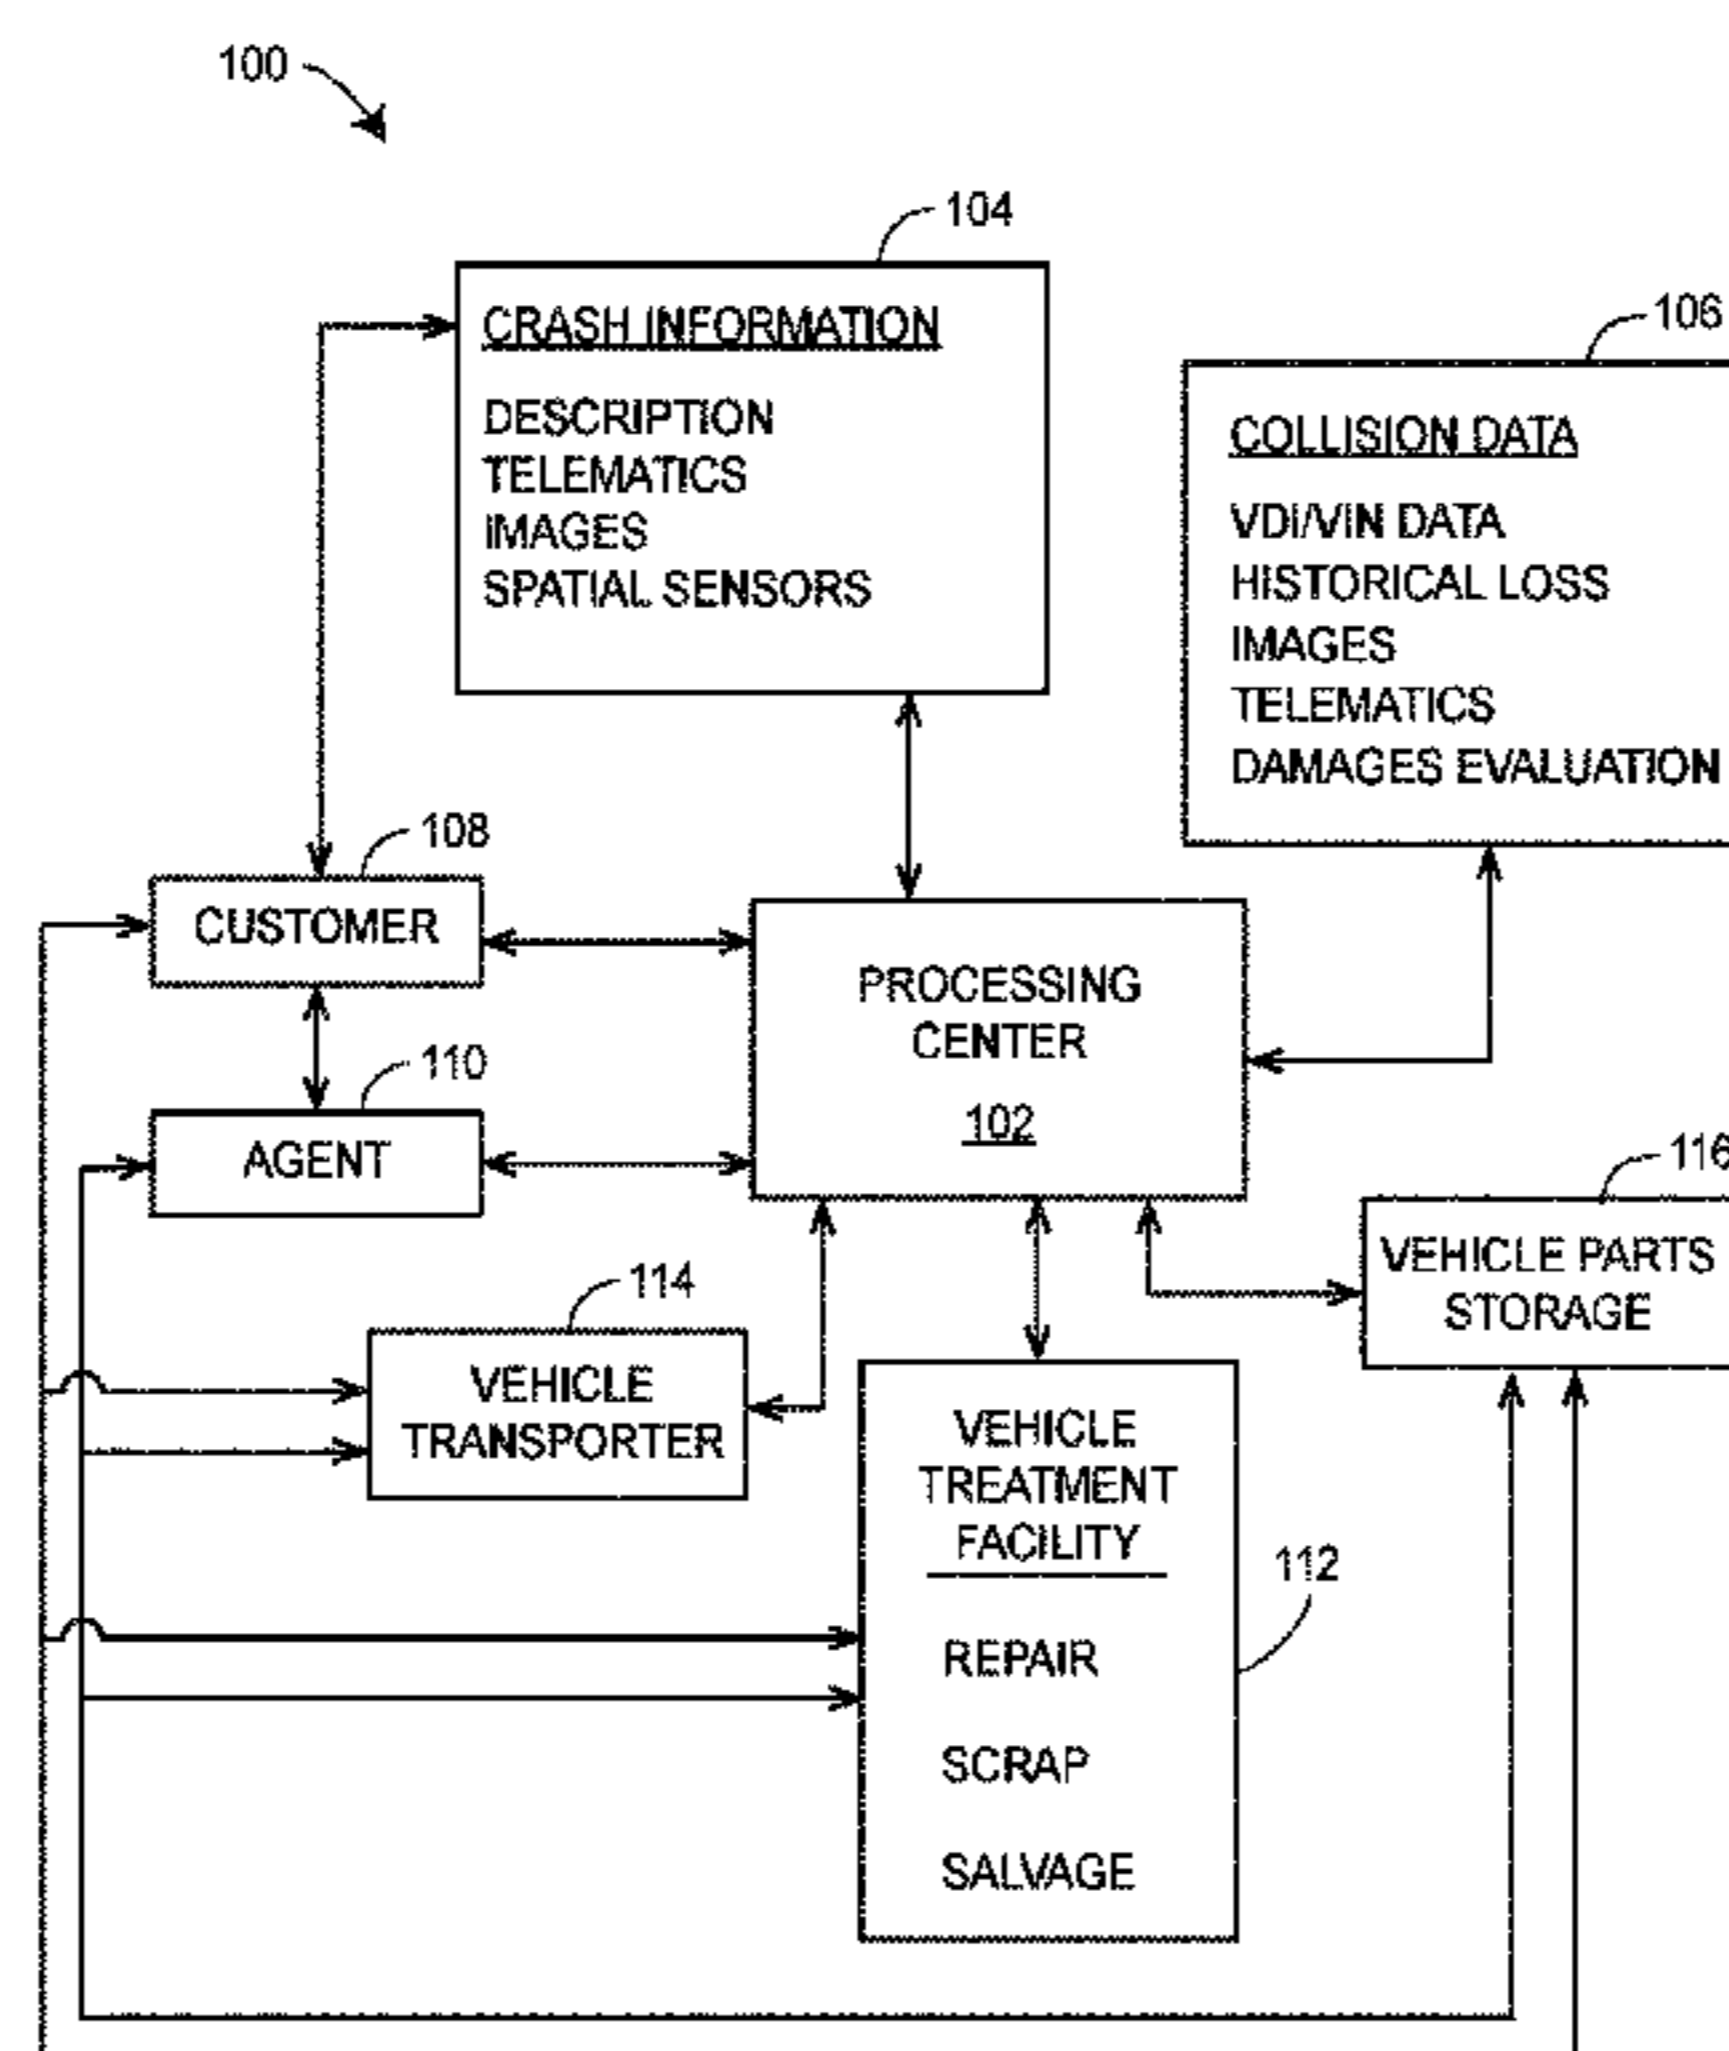 100
104
CRASH INFORMATION
DESCRIPTION
TELEMATICS
IMAGES
SPATIAL SENSORS
106
COLLISION DATA
VDI/VIN DATA
HISTORICAL LOSS
IMAGES
TELEMATICS
DAMAGES EVALUATION
108
CUSTOMER
PROCESSING
CENTER
102
110
AGENT
116
VEHICLE PARTS
STORAGE
114
VEHICLE
TRANSPORTER
VEHICLE
TREATMENT
FACILITY
112
REPAIR
SCRAP
SALVAGE